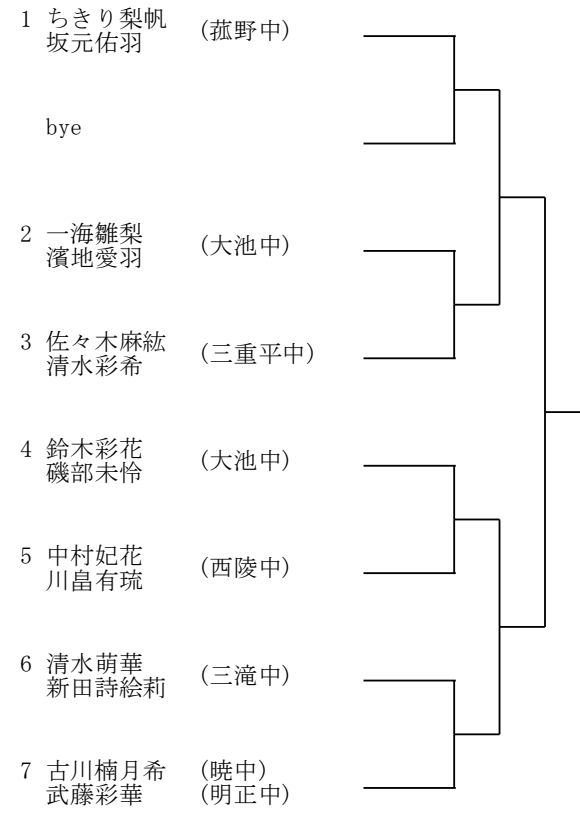 1 ちきり梨帆
坂元佑羽
(菰野中)
bye
2 一海雛梨
濱地愛羽
(大池中)
3 佐々木麻紘
清水彩希
(三重平中)
4 鈴木彩花
磯部未怜
(大池中)
5 中村妃花
川畠有琉
(西陵中)
6 清水萌華
新田詩絵莉
(三滝中)
7 古川楠月希
(暁中)
武藤彩華
(明正中)